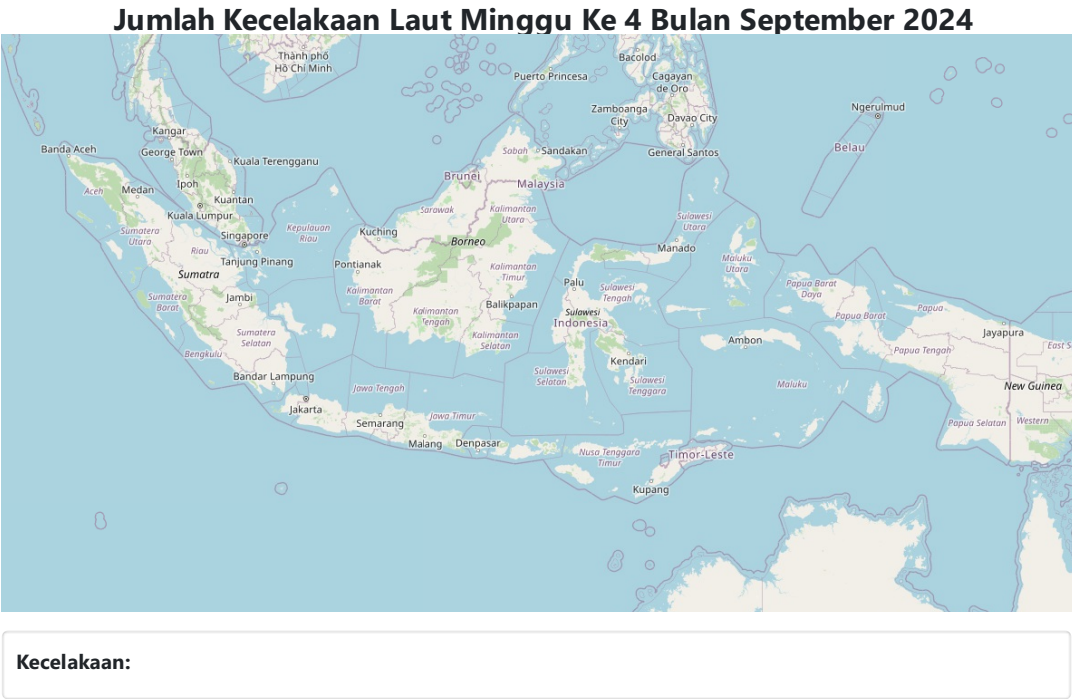 Jumlah Kecelakaan Laut Minggu Ke 4 Bulan September 2024
Thành phố
Hồ Chí Minh
Bacolod
Puerto Princesa
Cagayan
de Oro
Zamboanga
City
Davao City
General Santos
Ngerulmud
Belau
Kangar
Banda Aceh
George Town
Kuala Terengganu
Sabah
Sandakan
Brunei
Malaysia
Aceh
Medan
Ipoh
Kuantan
Kuala Lumpur
Sarawak
Kalimantan
Utara
Sulawesi
Utara
Sumatera
Utara
Singapore
Kepulauan
Riau
Kuching
Borneo
Manado
Riau
Tanjung Pinang
Pontianak
Maluku
Utara
Sumatra
Kalimantan
Timur
Palu
Papua Barat
Daya
Sumatera
Barat
Jambi
Kalimantan
Barat
Sulawesi
Tengah
Balikpapan
Kalimantan
Tengah
Sulawesi
Indonesia
Papua Barat
Papua
Sumatera
Selatan
Kalimantan
Selatan
Ambon
Jayapura
East S
Bengkulu
Papua Tengah
Kendari
Bandar Lampung
Sulawesi
Selatan
Sulawesi
Tenggara
Maluku
New Guinea
Jawa Tengah
Jakarta
Semarang
Jawa Timur
Malang
Denpasar
Nusa Tenggara
Timur
Timor-Leste
Papua Selatan
Western
Kupang
Kecelakaan: